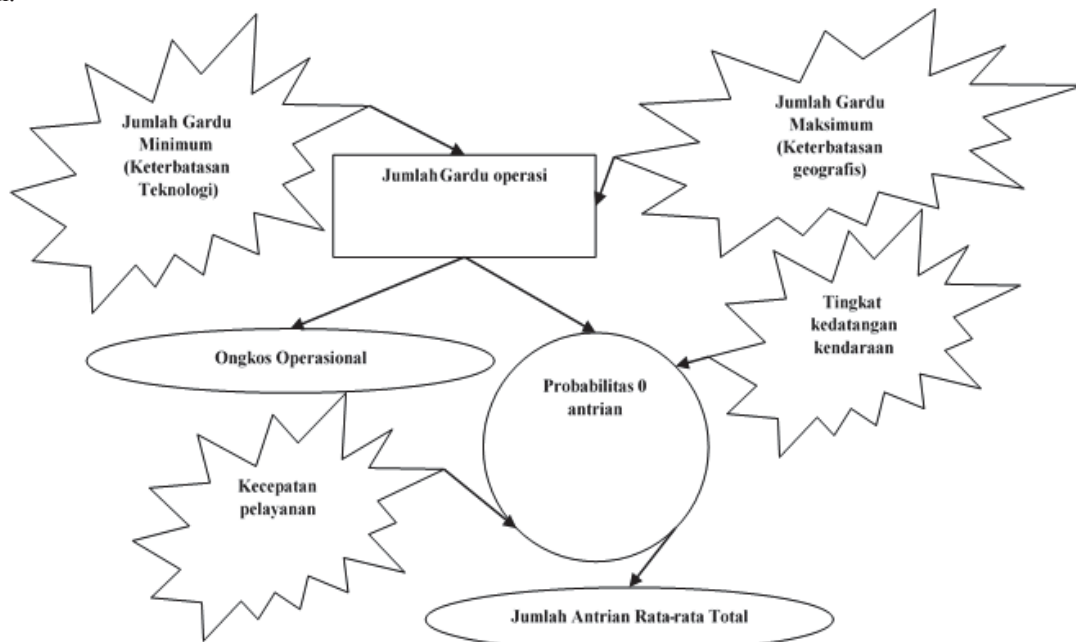 Jumlah Gardu
Minimum
(Keterbatasan
Teknologi)
Jumlah Gardu
Maksimum
(Keterbatasan
geografis)
Jumlah Gardu operasi
Tingkat
kedatangan
kendaraan
Ongkos Operasional
Probabilitas 0
antrian
Kecepatan
pelayanan
Jumlah Antrian Rata-rata Total